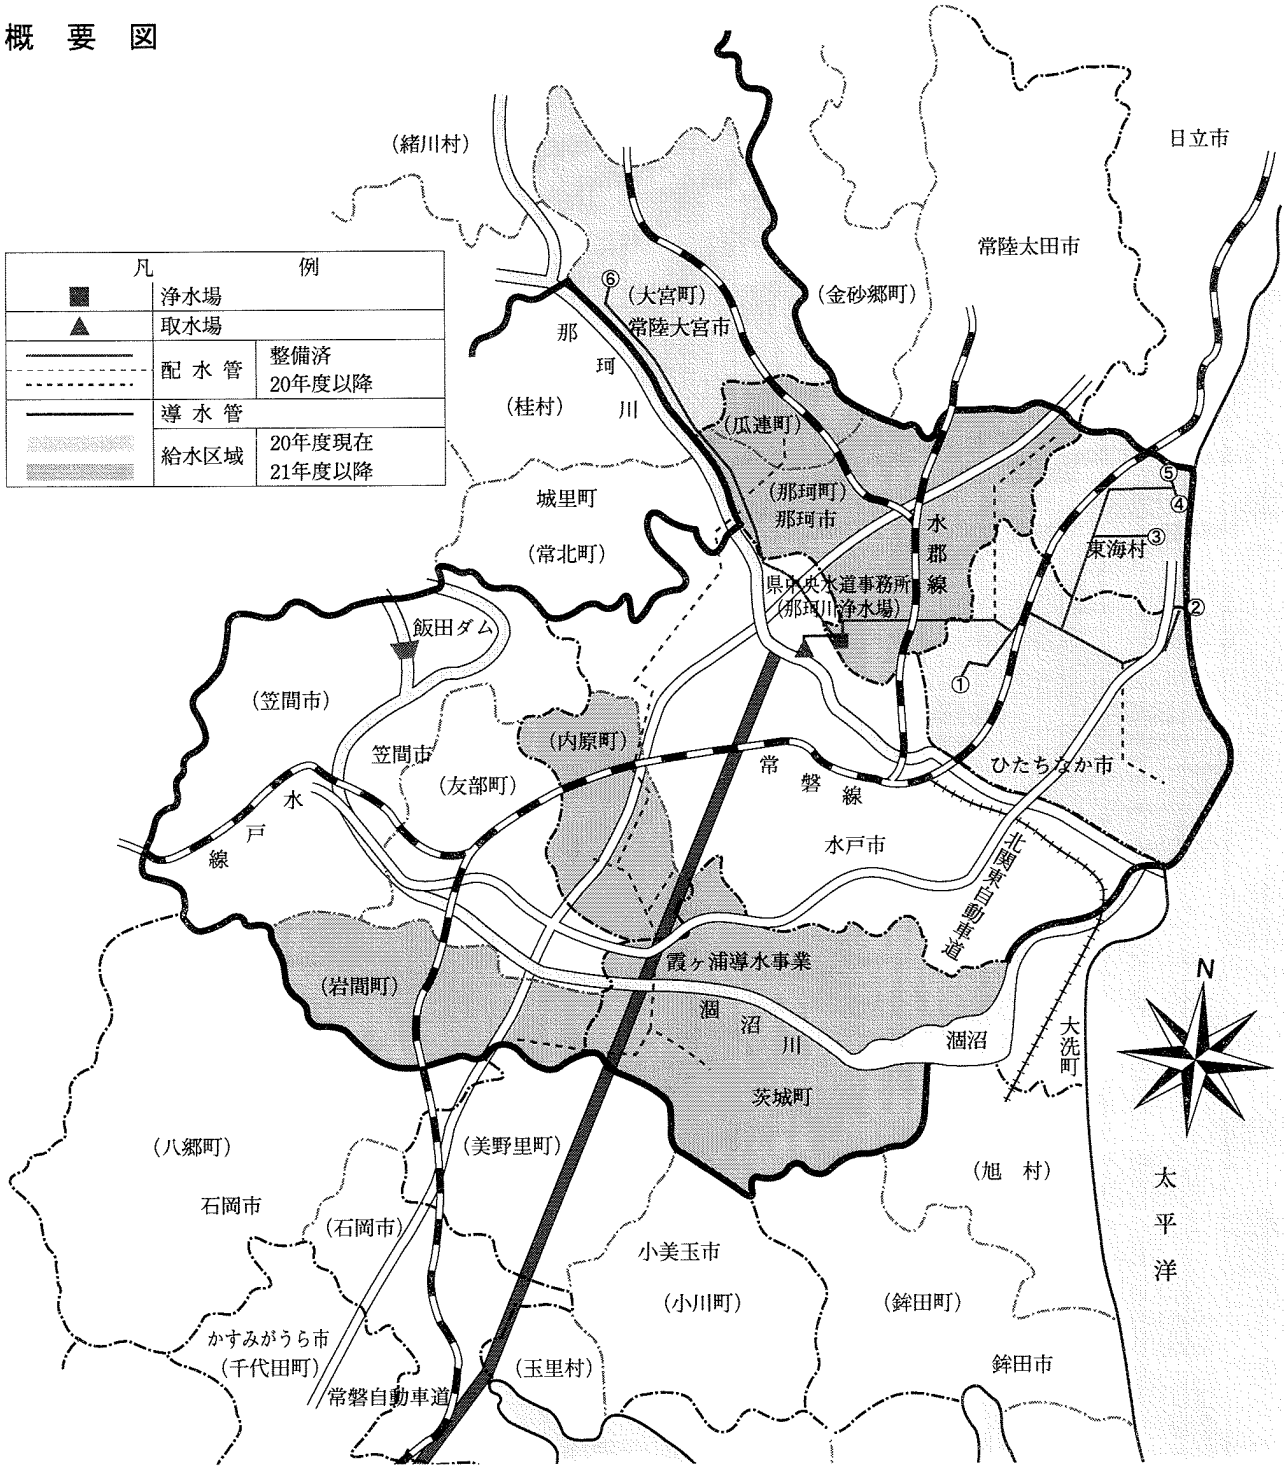 概要図
凡例
浄水場
取水場
配水管
整備済
20年度以降
導水管
給水区域
20年度現在
21年度以降
(緒川村)
日立市
常陸太田市
(金砂郷町)
⑥
(大宮町)
常陸大宮市
那珂川
(桂村)
(瓜連町)
(那珂町)
那珂市
水郡線
⑤
④
東海村
③
②
①
城里町
(常北町)
県中央水道事務所
(那珂川浄水場)
飯田ダム
(笠間市)
笠間市
(友部町)
(内原町)
常磐線
ひたちなか市
水戸線
水戸市
北関東自動車道
(岩間町)
霞ヶ浦導水事業
涸沼川
涸沼
大洗町
茨城町
N
(八郷町)
石岡市
(石岡市)
(美野里町)
(旭村)
太平洋
小美玉市
(小川町)
(鉾田町)
鉾田市
かすみがうら市
(千代田町)
常磐自動車道
(玉里村)